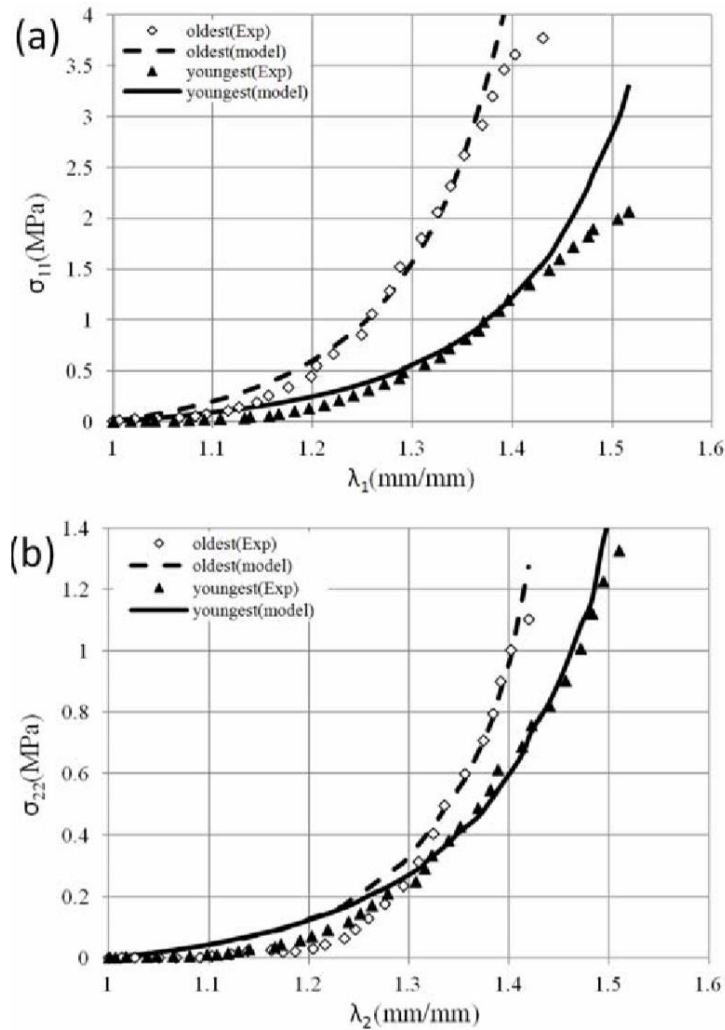 (a)
oldest(Exp)
oldest(model)
youngest(Exp)
youngest(model)
4
3.5
3
2.5
2
1.5
1
0.5
0
σ11(MPa)
1 1.1 1.2 1.3 1.4 1.5 1.6
λ1(mm/mm)
(b)
oldest(Exp)
oldest(model)
youngest(Exp)
youngest(model)
1.4
1.2
1
0.8
0.6
0.4
0.2
0
σ22(MPa)
1 1.1 1.2 1.3 1.4 1.5 1.6
λ2(mm/mm)